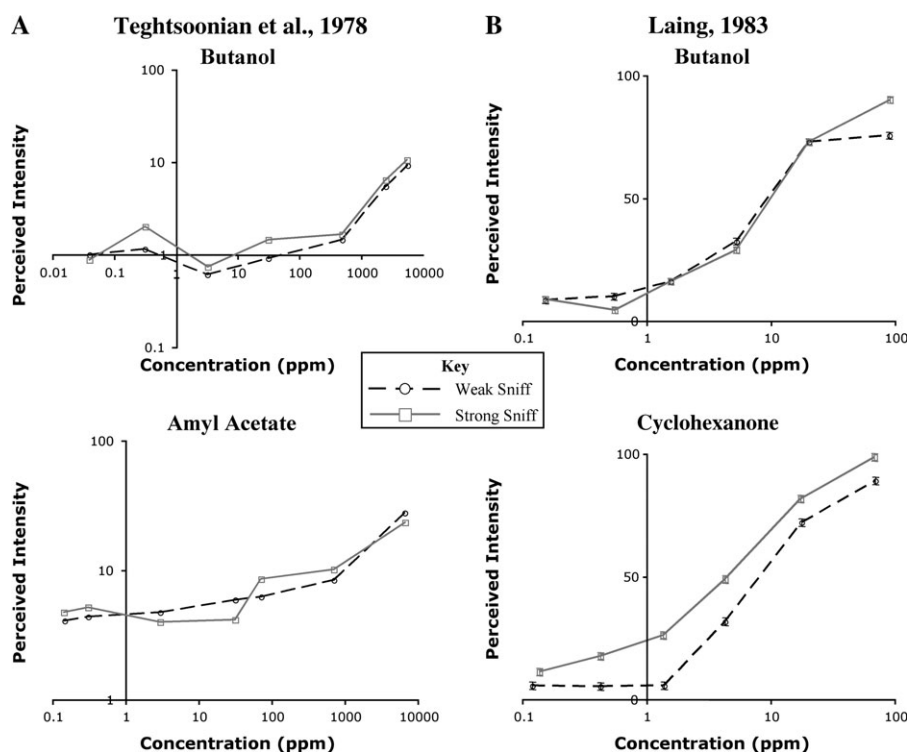 A
Teghtsoonian et al., 1978
Butanol
Perceived Intensity
100
10
1
0.1
0.01 0.1 1 10 100 1000 10000
Concentration (ppm)
B
Laing, 1983
Butanol
Perceived Intensity
100
50
0
0.1 1 10 100
Concentration (ppm)
Key
Weak Sniff
Strong Sniff
Amyl Acetate
Perceived Intensity
100
10
1
0.1 1 10 100 1000 10000
Concentration (ppm)
Cyclohexanone
Perceived Intensity
100
50
0
0.1 1 10 100
Concentration (ppm)